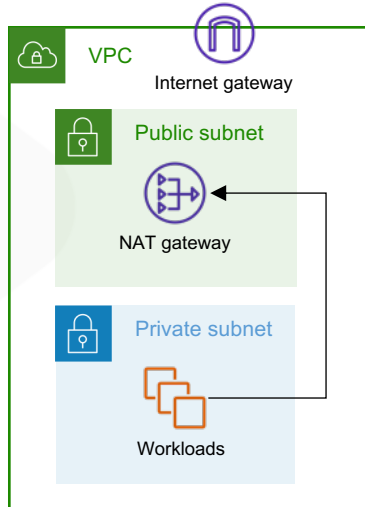 VPC
Internet gateway
Public subnet
NAT gateway
Private subnet
Workloads